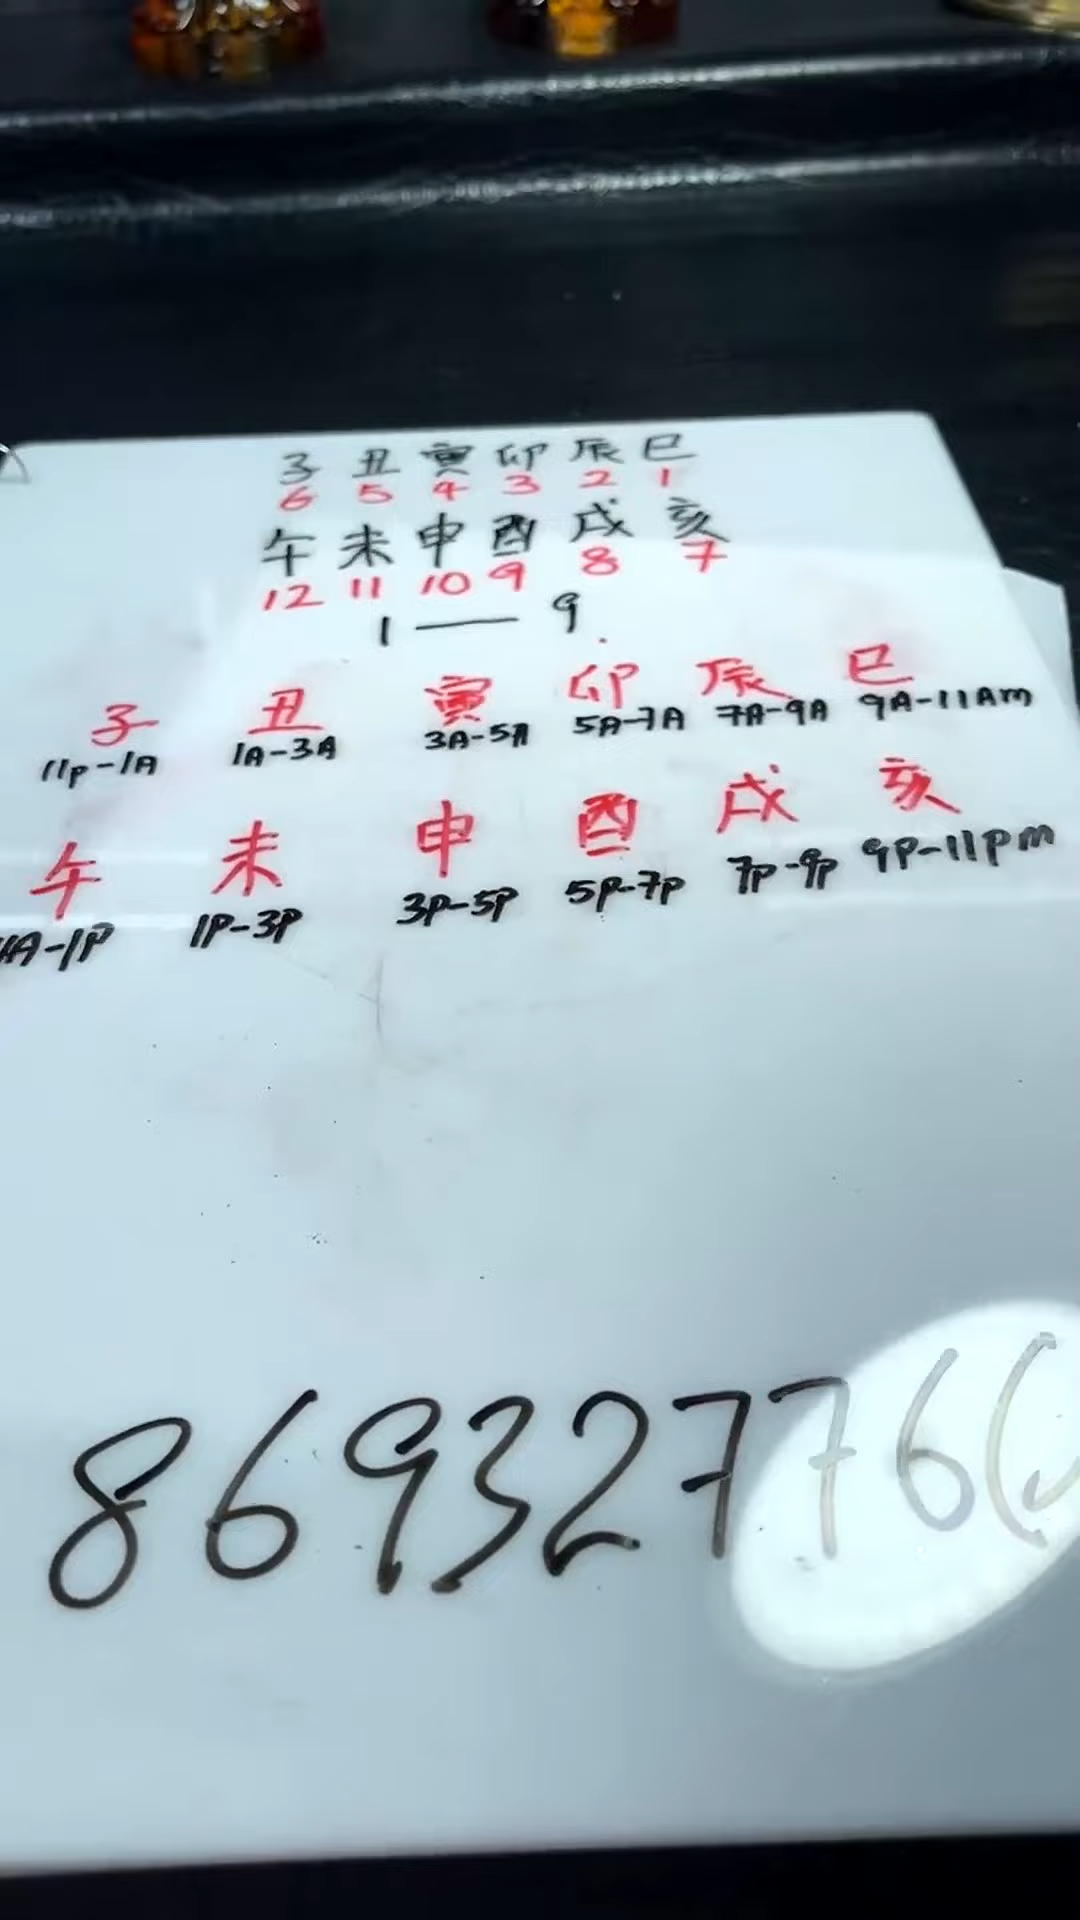 子 丑 寅 卯 辰 巳
6 5 4 3 2 1
午 未 申 酉 戌 亥
12 11 10 9 8 7
1 — 9
子 丑 寅 卯 辰 巳
11P-1A 1A-3A 3A-5A 5A-7A 7A-9A 9A-11Am
午 未 申 酉 戌 亥
11A-1P 1P-3P 3P-5P 5P-7P 7P-9P 9P-11Pm
86932776